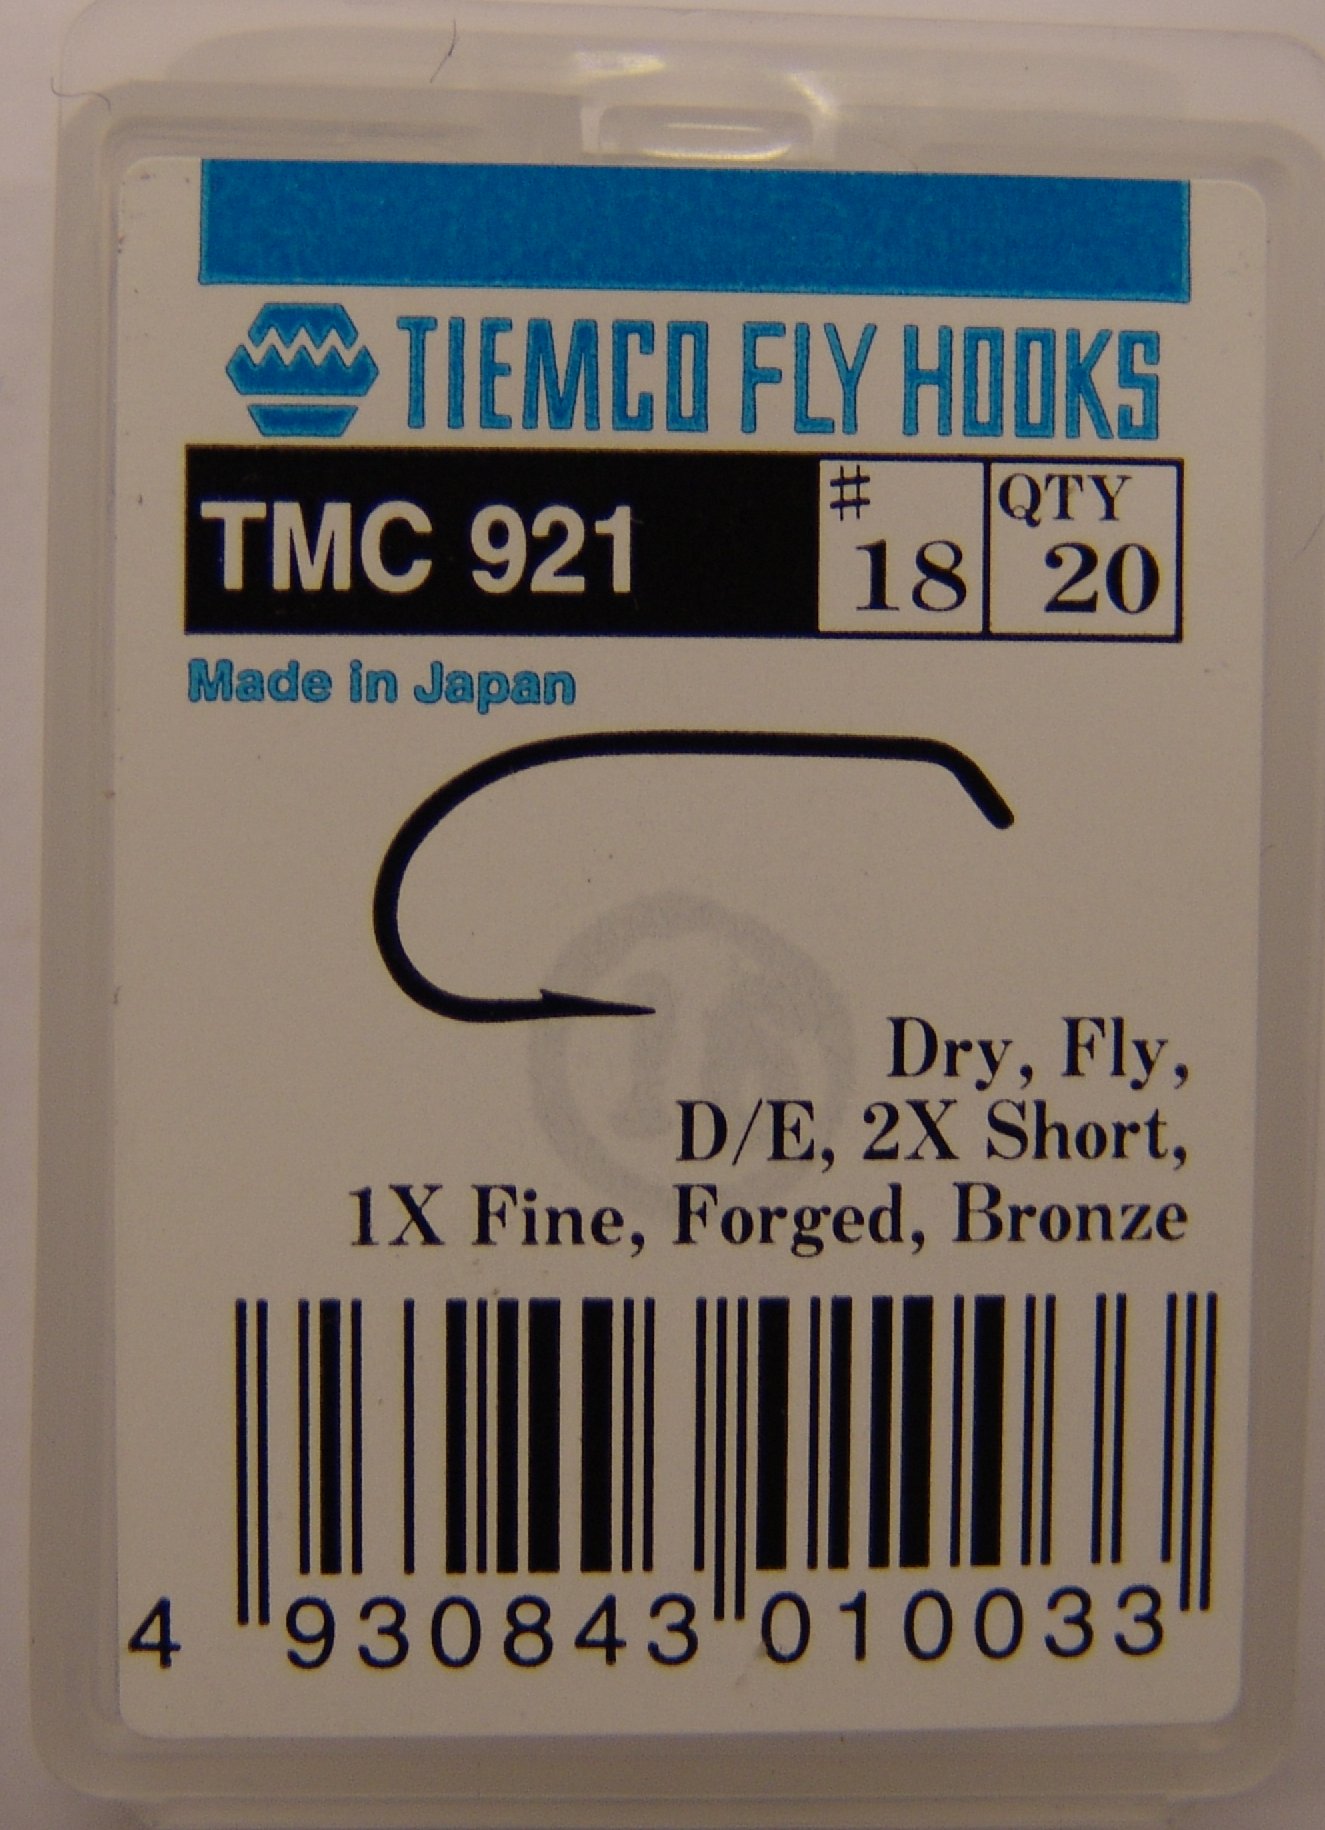 TIEMCO FLY HOOKS
TMC 921
#
18
QTY
20
Made in Japan
Dry, Fly,
D/E, 2X Short,
1X Fine, Forged, Bronze
4 930843 010033